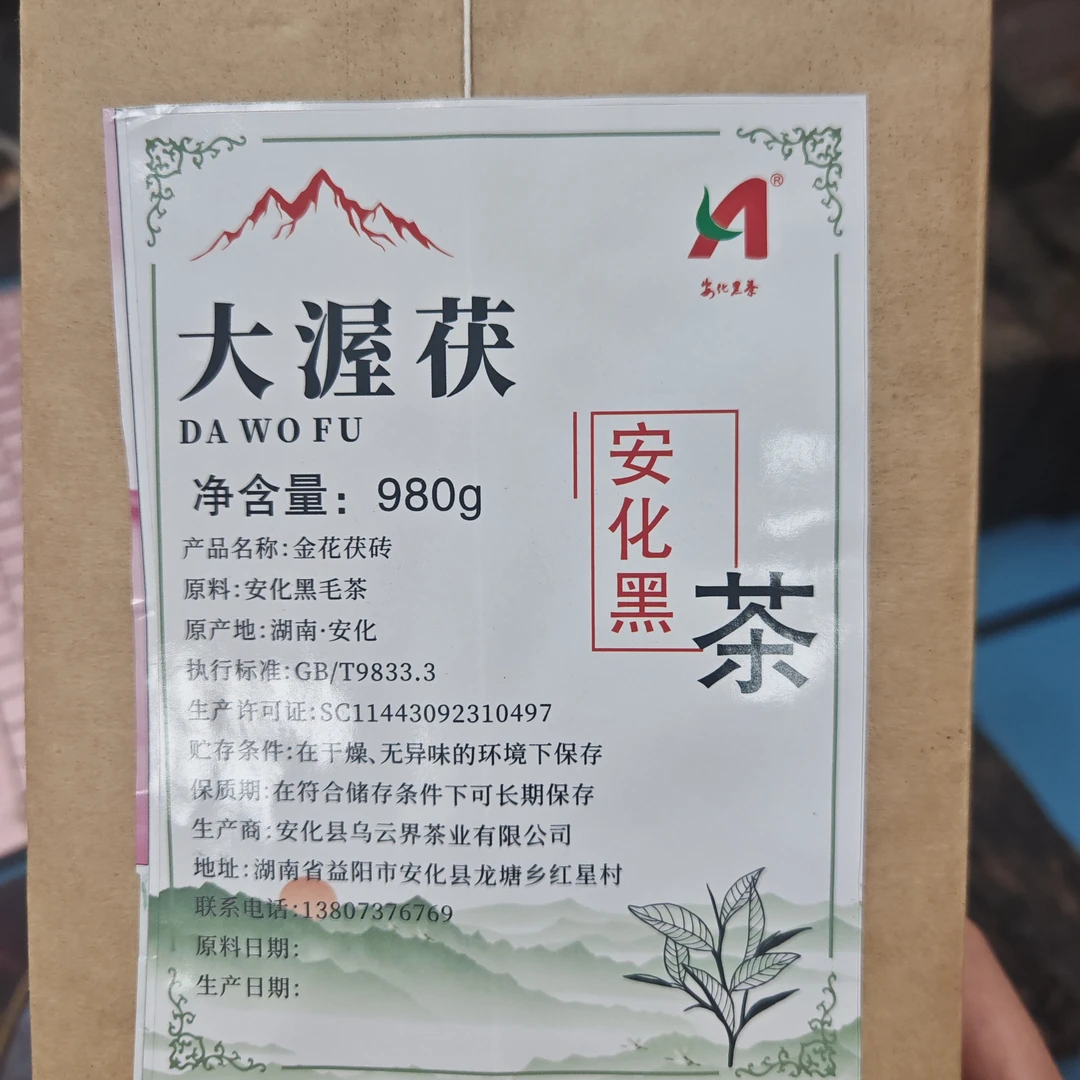 ®
安化黑茶
大渥茯
DA WO FU
净含量：980g
安化黑茶
产品名称:金花茯砖
原料:安化黑毛茶
原产地:湖南·安化
执行标准:GB/T9833.3
生产许可证:SC11443092310497
贮存条件:在干燥、无异味的环境下保存
保质期:在符合储存条件下可长期保存
生产商:安化县乌云界茶业有限公司
地址:湖南省益阳市安化县龙塘乡红星村
联系电话:13807376769
原料日期:
生产日期: